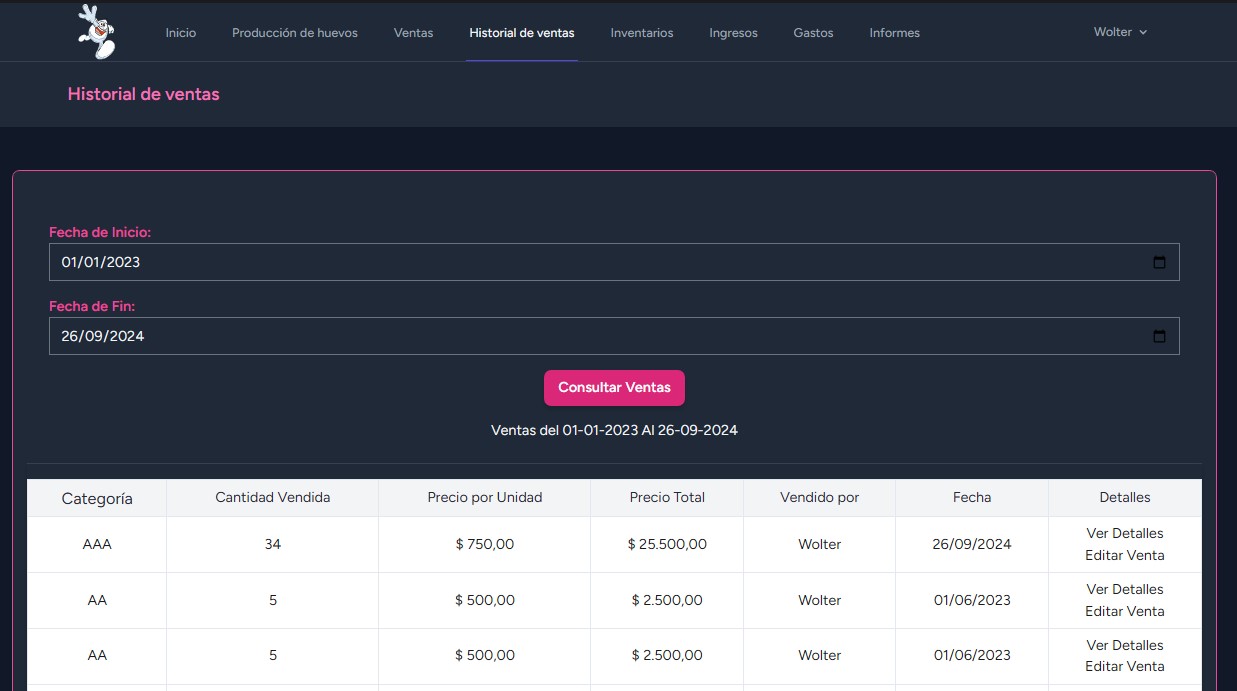 Inicio Producción de huevos Ventas Historial de ventas Inventarios Ingresos Gastos Informes Wolter
Historial de ventas
Fecha de Inicio:
01/01/2023
Fecha de Fin:
26/09/2024
Consultar Ventas
Ventas del 01-01-2023 Al 26-09-2024
Categoría Cantidad Vendida Precio por Unidad Precio Total Vendido por Fecha Detalles
AAA 34 $ 750,00 $ 25.500,00 Wolter 26/09/2024 Ver Detalles
Editar Venta
AA 5 $ 500,00 $ 2.500,00 Wolter 01/06/2023 Ver Detalles
Editar Venta
AA 5 $ 500,00 $ 2.500,00 Wolter 01/06/2023 Ver Detalles
Editar Venta